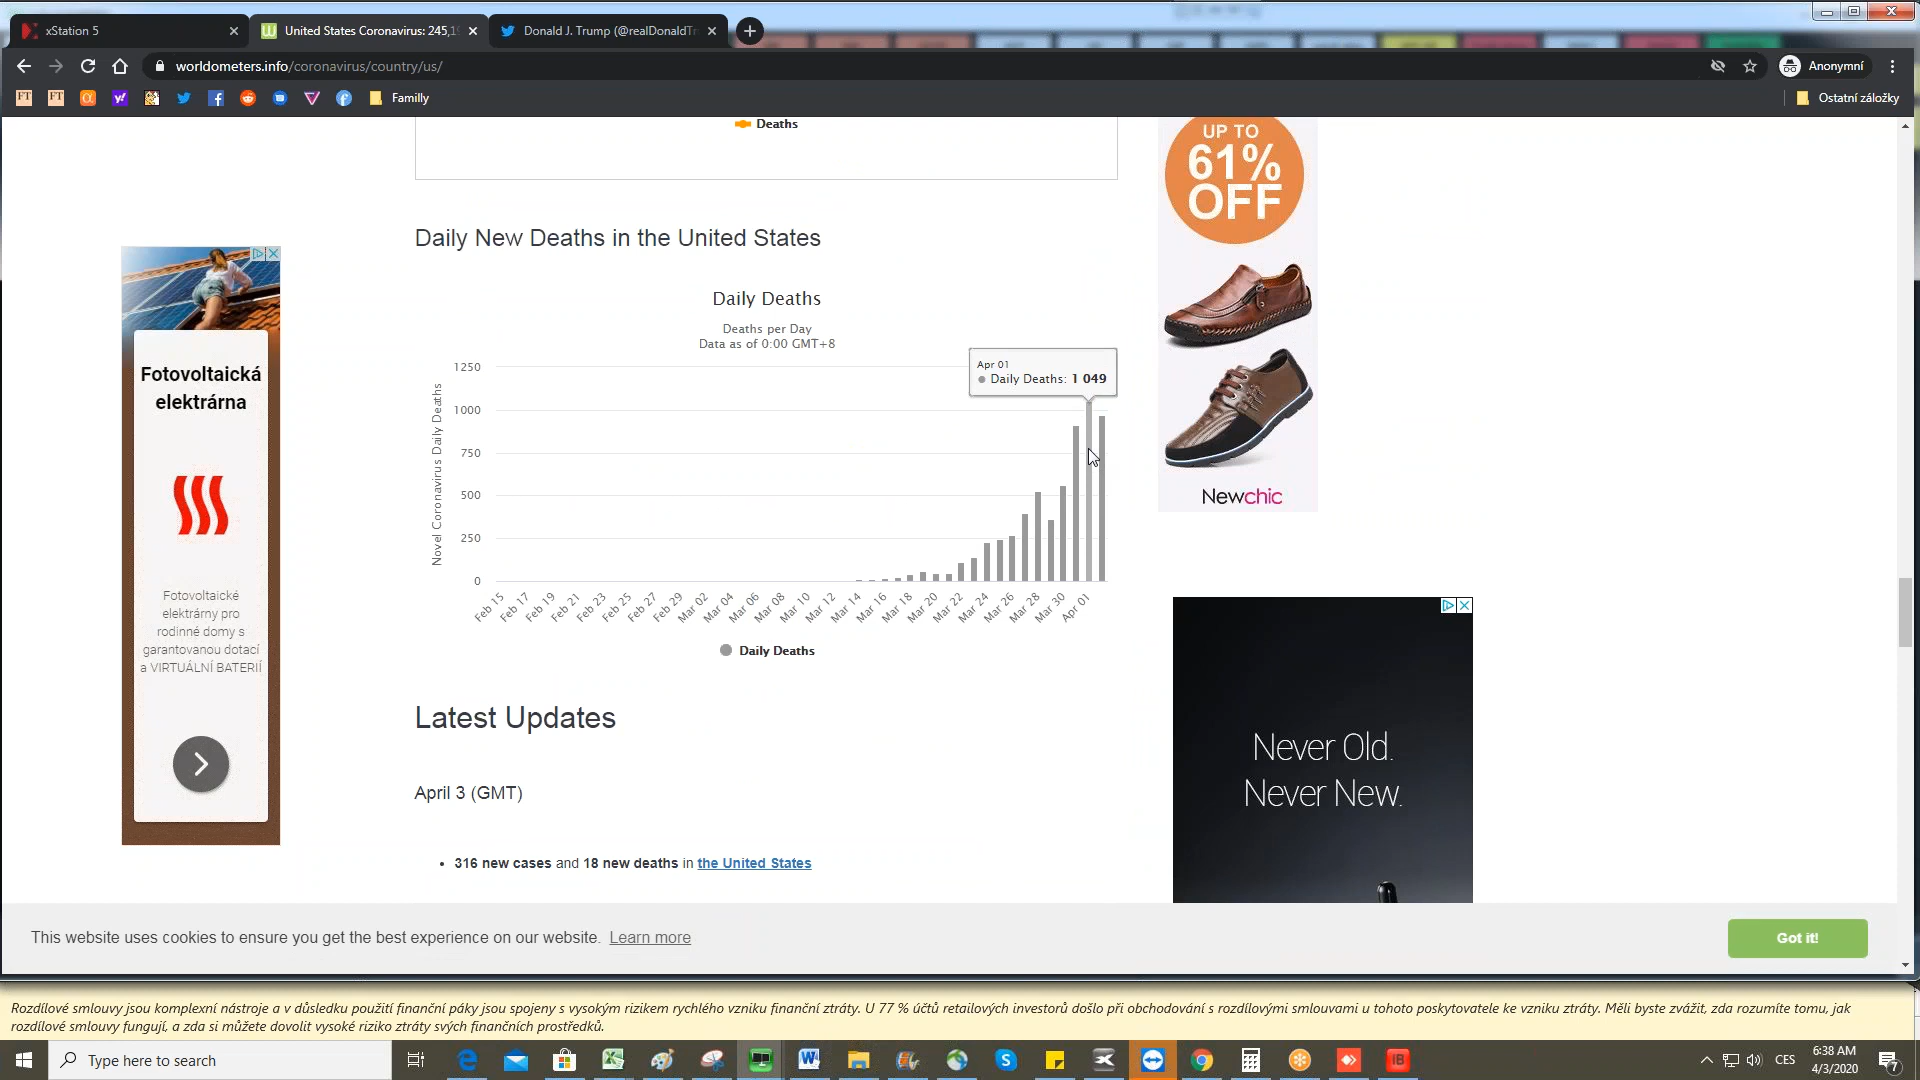 xStation 5
United States Coronavirus: 245,1
Donald J. Trump (@realDonaldTr
worldometers.info/coronavirus/country/us/
Anonymní
Familly
Ostatní záložky
Deaths
Daily New Deaths in the United States
Daily Deaths
Deaths per Day
Data as of 0:00 GMT+8
Novel Coronavirus Daily Deaths
1250
1000
750
500
250
0
Apr 01
Daily Deaths: 1 049
Feb 15
Feb 17
Feb 19
Feb 21
Feb 23
Feb 25
Feb 27
Feb 29
Mar 02
Mar 04
Mar 06
Mar 08
Mar 10
Mar 12
Mar 14
Mar 16
Mar 18
Mar 20
Mar 22
Mar 24
Mar 26
Mar 28
Mar 30
Apr 01
Daily Deaths
Latest Updates
April 3 (GMT)
• 316 new cases and 18 new deaths in the United States
Fotovoltaická
elektrárna
Fotovoltaické
elektrárny pro
rodinné domy s
garantovanou dotací
a VIRTUÁLNÍ BATERIÍ
UP TO
61%
OFF
Newchic
Never Old.
Never New.
This website uses cookies to ensure you get the best experience on our website. Learn more
Got it!
Rozdílové smlouvy jsou komplexní nástroje a v důsledku použití finanční páky jsou spojeny s vysokým rizikem rychlého vzniku finanční ztráty. U 77 % účtů retailových investorů došlo při obchodování s rozdílovými smlouvami u tohoto poskytovatele ke vzniku ztráty. Měli byste zvážit, zda rozumíte tomu, jak
rozdílové smlouvy fungují, a zda si můžete dovolit vysoké riziko ztráty svých finančních prostředků.
Type here to search
CES
6:38 AM
4/3/2020
7